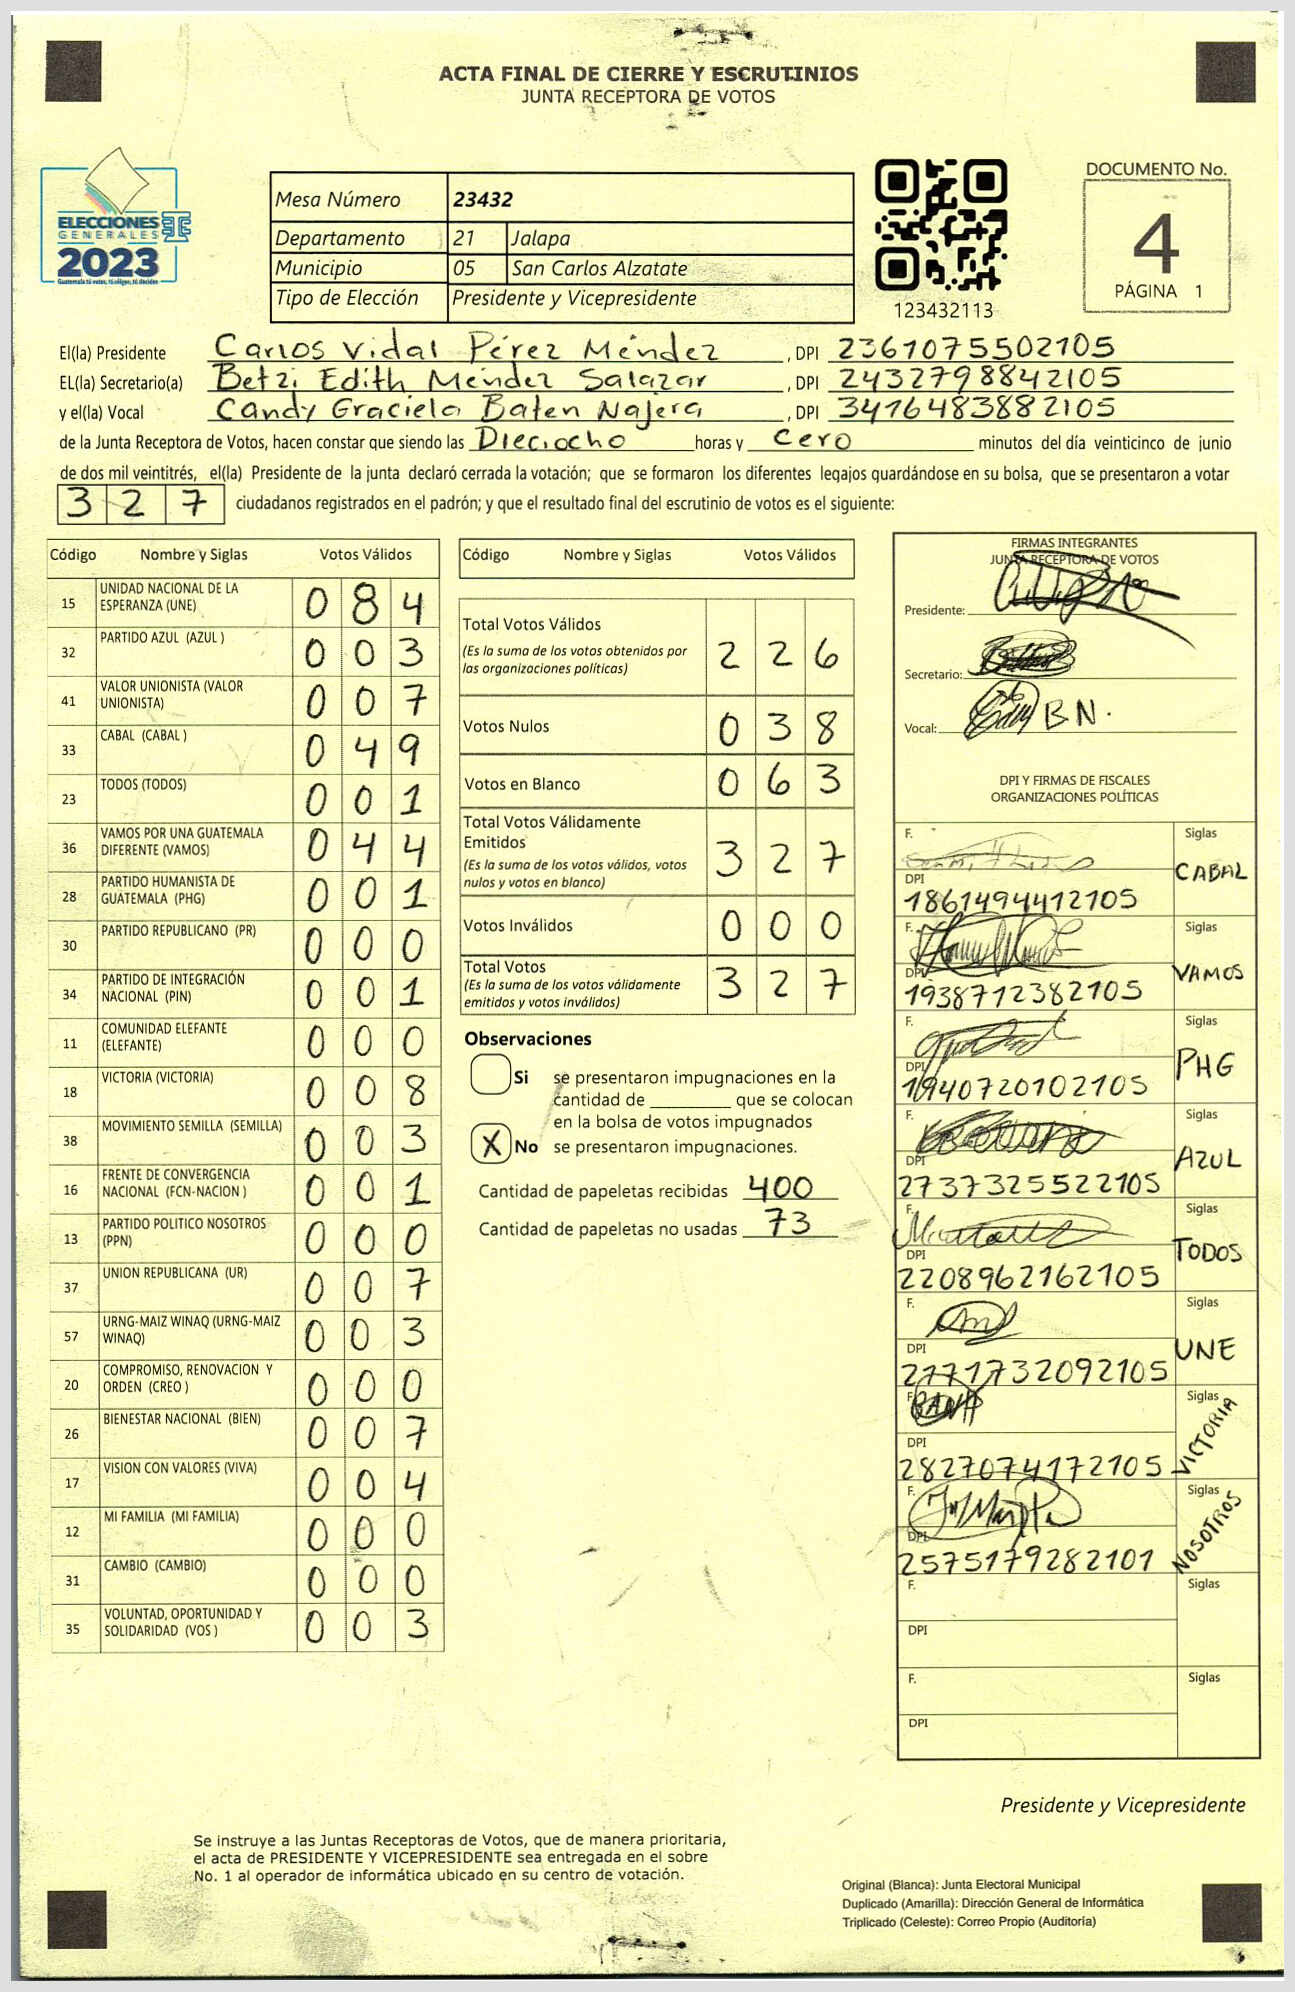 ACTA FINAL DE CIERRE Y ESCRUTINIOS
JUNTA RECEPTORA DE VOTOS
ELECCIONES
GENERALES
2023
Guatemala tú votas, tú eliges, tú decides
Mesa Número 23432
Departamento 21 Jalapa
Municipio 05 San Carlos Alzatate
Tipo de Elección Presidente y Vicepresidente
123432113
DOCUMENTO No.
4
PÁGINA 1
El(la) Presidente Carlos Vidal Pérez Méndez , DPI 2361075502105
EL(la) Secretario(a) Betzi Edith Méndez Salazar , DPI 2432798842105
y el(la) Vocal Candy Graciela Baten Najera , DPI 3416483882105
de la Junta Receptora de Votos, hacen constar que siendo las Dieciocho horas y cero minutos del día veinticinco de junio
de dos mil veintitrés, el(la) Presidente de la junta declaró cerrada la votación; que se formaron los diferentes legajos guardándose en su bolsa, que se presentaron a votar
3 2 7 ciudadanos registrados en el padrón; y que el resultado final del escrutinio de votos es el siguiente:
Código Nombre y Siglas Votos Válidos
15 UNIDAD NACIONAL DE LA
ESPERANZA (UNE) 0 8 4
32 PARTIDO AZUL (AZUL ) 0 0 3
41 VALOR UNIONISTA (VALOR
UNIONISTA) 0 0 7
33 CABAL (CABAL ) 0 4 9
23 TODOS (TODOS) 0 0 1
36 VAMOS POR UNA GUATEMALA
DIFERENTE (VAMOS) 0 4 4
28 PARTIDO HUMANISTA DE
GUATEMALA (PHG) 0 0 1
30 PARTIDO REPUBLICANO (PR) 0 0 0
34 PARTIDO DE INTEGRACIÓN
NACIONAL (PIN) 0 0 1
11 COMUNIDAD ELEFANTE
(ELEFANTE) 0 0 0
18 VICTORIA (VICTORIA) 0 0 8
38 MOVIMIENTO SEMILLA (SEMILLA) 0 0 3
16 FRENTE DE CONVERGENCIA
NACIONAL (FCN-NACION ) 0 0 1
13 PARTIDO POLITICO NOSOTROS
(PPN) 0 0 0
37 UNION REPUBLICANA (UR) 0 0 7
57 URNG-MAIZ WINAQ (URNG-MAIZ
WINAQ) 0 0 3
20 COMPROMISO, RENOVACION Y
ORDEN (CREO ) 0 0 0
26 BIENESTAR NACIONAL (BIEN) 0 0 7
17 VISION CON VALORES (VIVA) 0 0 4
12 MI FAMILIA (MI FAMILIA) 0 0 0
31 CAMBIO (CAMBIO) 0 0 0
35 VOLUNTAD, OPORTUNIDAD Y
SOLIDARIDAD (VOS ) 0 0 3
Código Nombre y Siglas Votos Válidos
Total Votos Válidos
(Es la suma de los votos obtenidos por
las organizaciones políticas) 2 2 6
Votos Nulos 0 3 8
Votos en Blanco 0 6 3
Total Votos Válidamente
Emitidos
(Es la suma de los votos válidos, votos
nulos y votos en blanco) 3 2 7
Votos Inválidos 0 0 0
Total Votos
(Es la suma de los votos válidamente
emitidos y votos inválidos) 3 2 7
Observaciones
Si se presentaron impugnaciones en la
cantidad de ________ que se colocan
en la bolsa de votos impugnados
X No se presentaron impugnaciones.
Cantidad de papeletas recibidas 400
Cantidad de papeletas no usadas 73
FIRMAS INTEGRANTES
JUNTA RECEPTORA DE VOTOS
Presidente:
Secretario:
Vocal: B N.
DPI Y FIRMAS DE FISCALES
ORGANIZACIONES POLÍTICAS
F. Siglas
CABAL
DPI
1861494412105
F. Siglas
VAMOS
DPI
1938712382105
F. Siglas
PHG
DPI
1940720102105
F. Siglas
AZUL
DPI
2737325522105
F. Siglas
TODOS
DPI
2208962162105
F. Siglas
UNE
DPI
2771732092105
F. Siglas
VICTORIA
DPI
2827074172105
F. Siglas
NOSOTROS
DPI
2575179282101
F. Siglas
DPI
F. Siglas
DPI
Presidente y Vicepresidente
Se instruye a las Juntas Receptoras de Votos, que de manera prioritaria,
el acta de PRESIDENTE Y VICEPRESIDENTE sea entregada en el sobre
No. 1 al operador de informática ubicado en su centro de votación.
Original (Blanca): Junta Electoral Municipal
Duplicado (Amarilla): Dirección General de Informática
Triplicado (Celeste): Correo Propio (Auditoría)